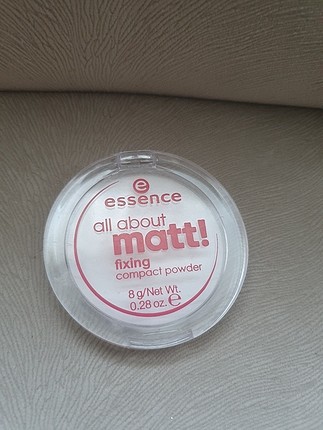 e
essence
all about
matt!
fixing
compact powder
8 g/Net Wt.
0.28 oz. ℮